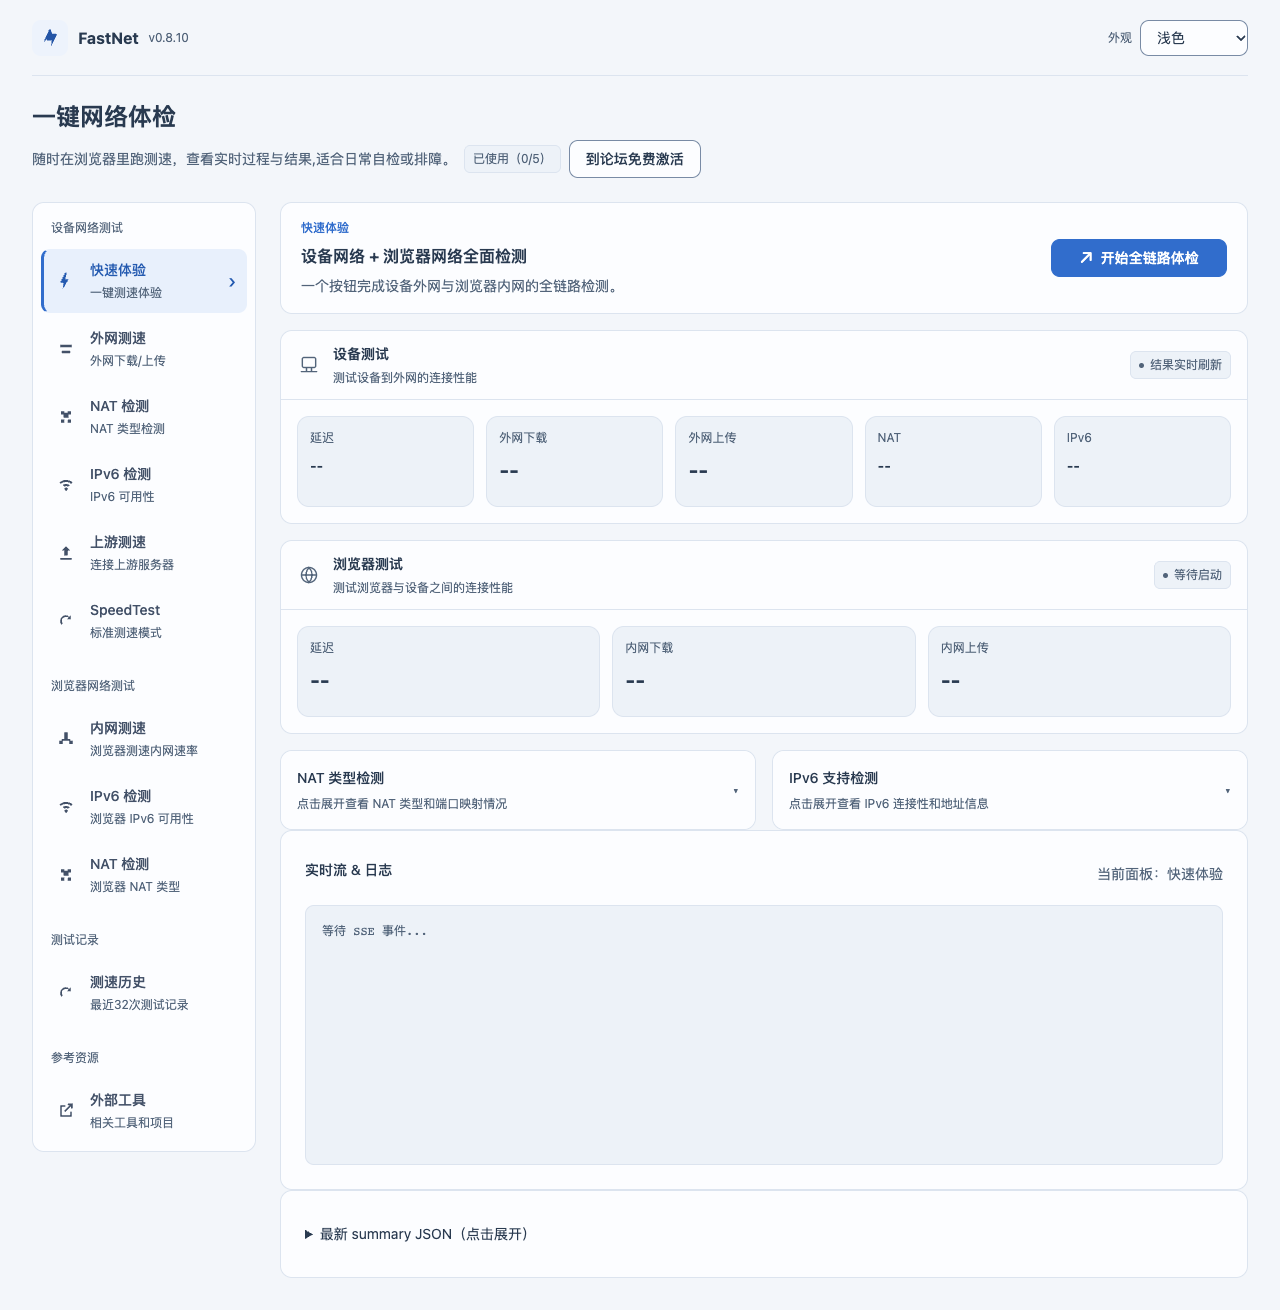 FastNet v0.8.10
外观 浅色
一键网络体检
随时在浏览器里跑测速，查看实时过程与结果,适合日常自检或排障。 已使用（0/5） 到论坛免费激活
设备网络测试
快速体验
一键测速体验
外网测速
外网下载/上传
NAT 检测
NAT 类型检测
IPv6 检测
IPv6 可用性
上游测速
连接上游服务器
SpeedTest
标准测速模式
浏览器网络测试
内网测速
浏览器测速内网速率
IPv6 检测
浏览器 IPv6 可用性
NAT 检测
浏览器 NAT 类型
测试记录
测速历史
最近32次测试记录
参考资源
外部工具
相关工具和项目
快速体验
设备网络 + 浏览器网络全面检测
一个按钮完成设备外网与浏览器内网的全链路检测。
开始全链路体检
设备测试
测试设备到外网的连接性能
结果实时刷新
延迟
--
外网下载
--
外网上传
--
NAT
--
IPv6
--
浏览器测试
测试浏览器与设备之间的连接性能
等待启动
延迟
--
内网下载
--
内网上传
--
NAT 类型检测
点击展开查看 NAT 类型和端口映射情况
IPv6 支持检测
点击展开查看 IPv6 连接性和地址信息
实时流 & 日志
当前面板：快速体验
等待 SSE 事件...
最新 summary JSON（点击展开）